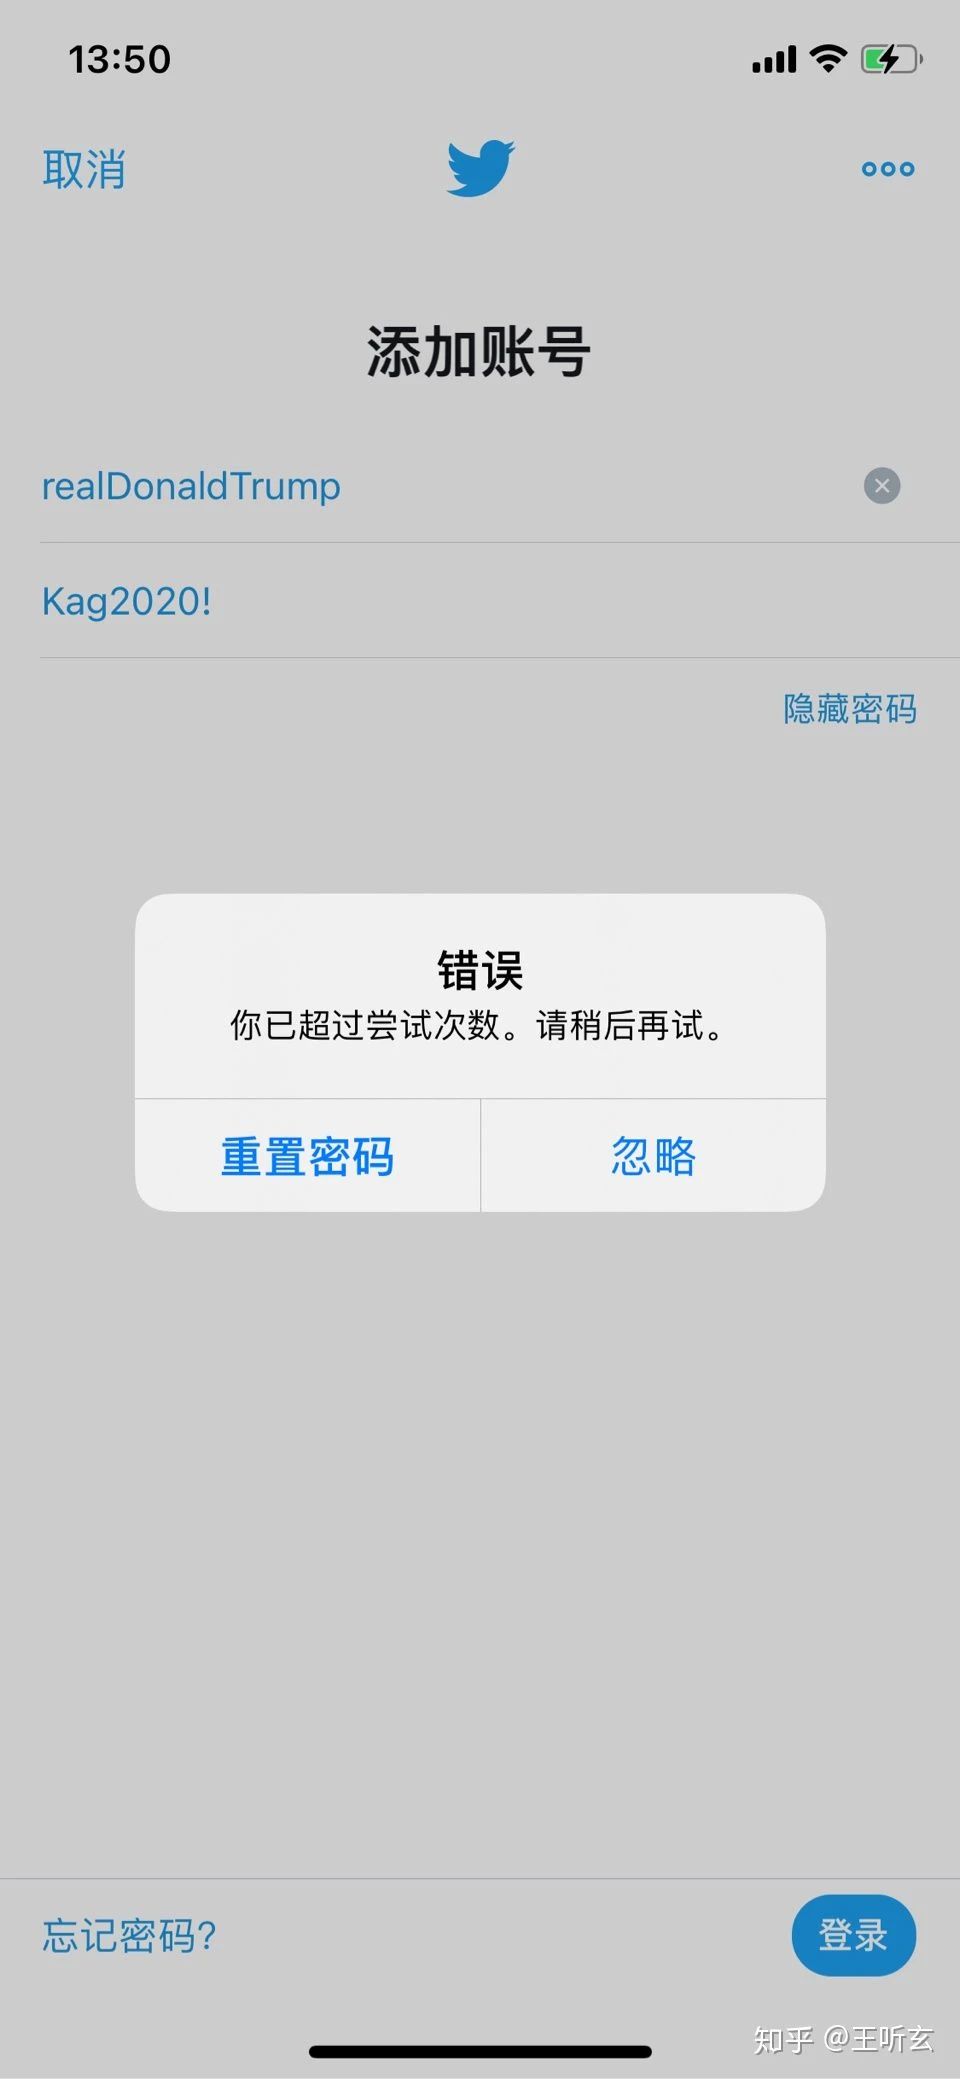 13:50
取消
添加账号
realDonaldTrump
Kag2020!
隐藏密码
错误
你已超过尝试次数。请稍后再试。
重置密码 忽略
忘记密码? 登录
知乎 @王听玄